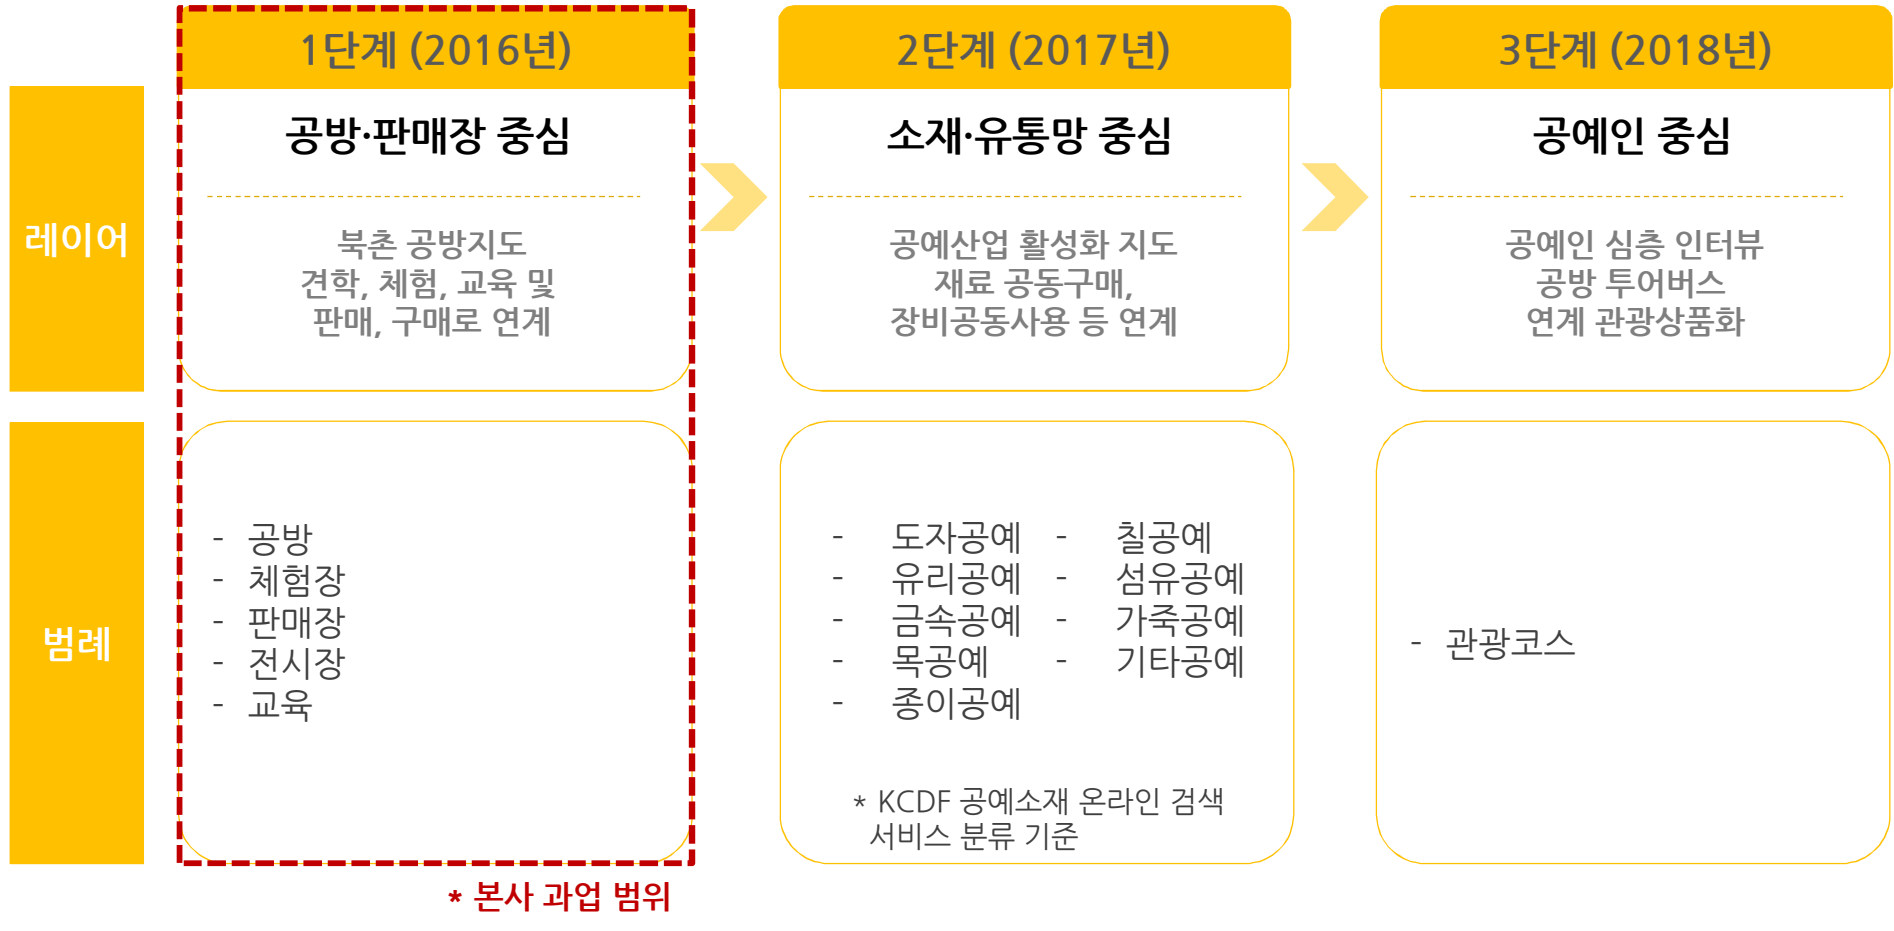 1단계 (2016년)
2단계 (2017년)
3단계 (2018년)
레이어
공방·판매장 중심
북촌 공방지도
견학, 체험, 교육 및
판매, 구매로 연계
소재·유통망 중심
공예산업 활성화 지도
재료 공동구매,
장비공동사용 등 연계
공예인 중심
공예인 심층 인터뷰
공방 투어버스
연계 관광상품화
범례
- 공방
- 체험장
- 판매장
- 전시장
- 교육
- 도자공예
- 유리공예
- 금속공예
- 목공예
- 종이공예
- 칠공예
- 섬유공예
- 가죽공예
- 기타공예
* KCDF 공예소재 온라인 검색
서비스 분류 기준
- 관광코스
* 본사 과업 범위